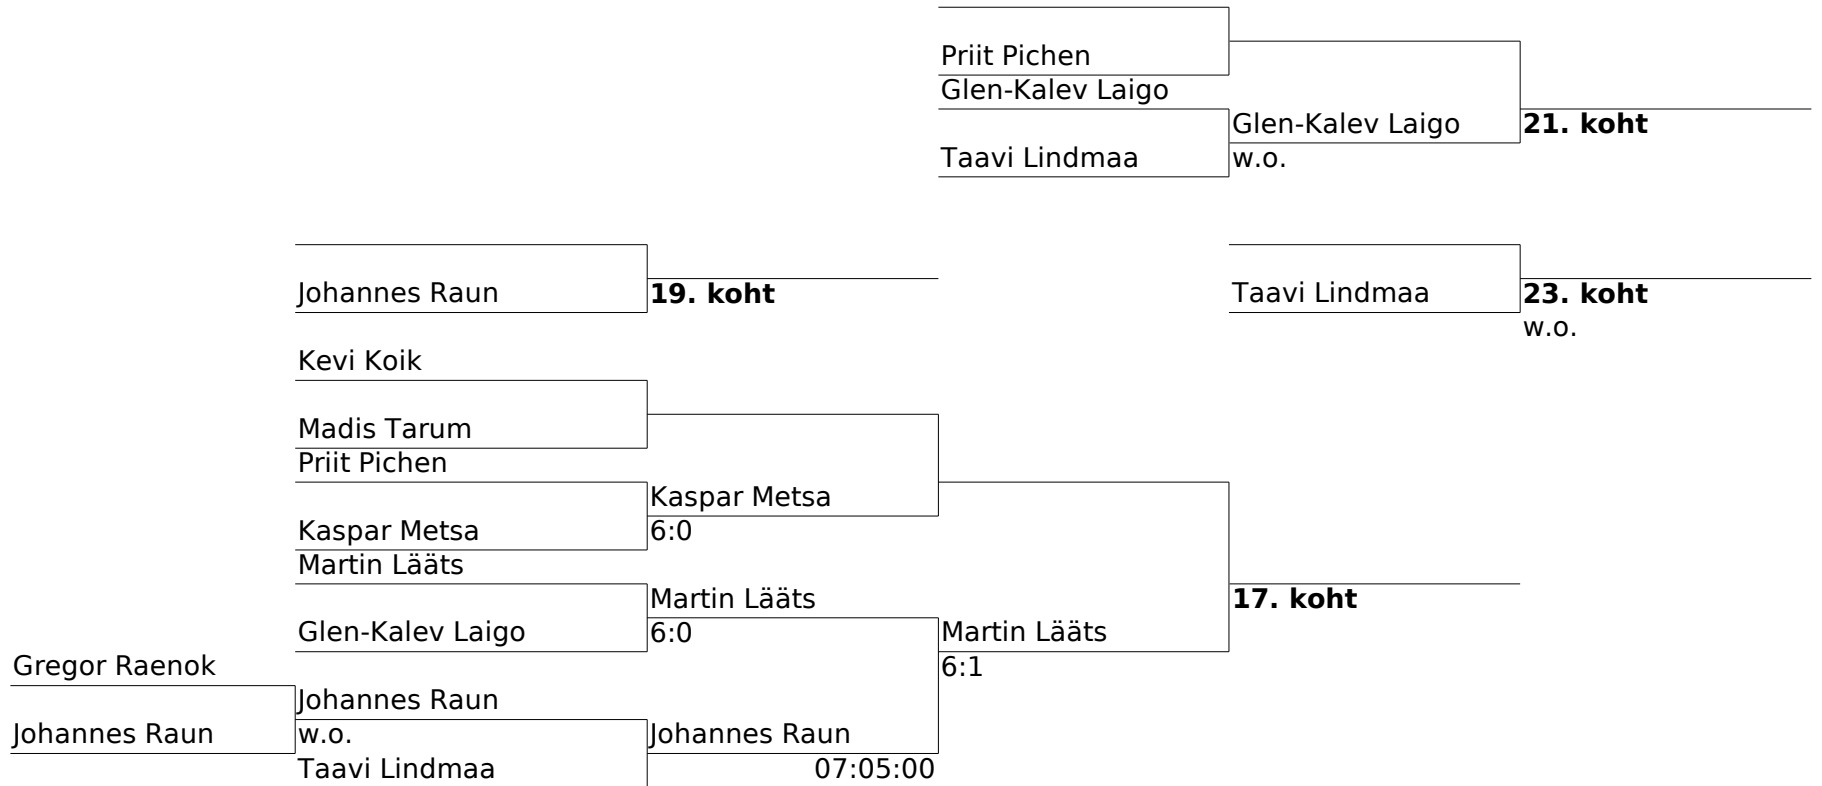 Priit Pichen
Glen-Kalev Laigo
Glen-Kalev Laigo
21. koht
Taavi Lindmaa
w.o.
Johannes Raun
19. koht
Taavi Lindmaa
23. koht
w.o.
Kevi Koik
Madis Tarum
Priit Pichen
Kaspar Metsa
Kaspar Metsa
6:0
Martin Lääts
Martin Lääts
17. koht
Glen-Kalev Laigo
6:0
Martin Lääts
Gregor Raenok
6:1
Johannes Raun
Johannes Raun
w.o.
Johannes Raun
Taavi Lindmaa
07:05:00